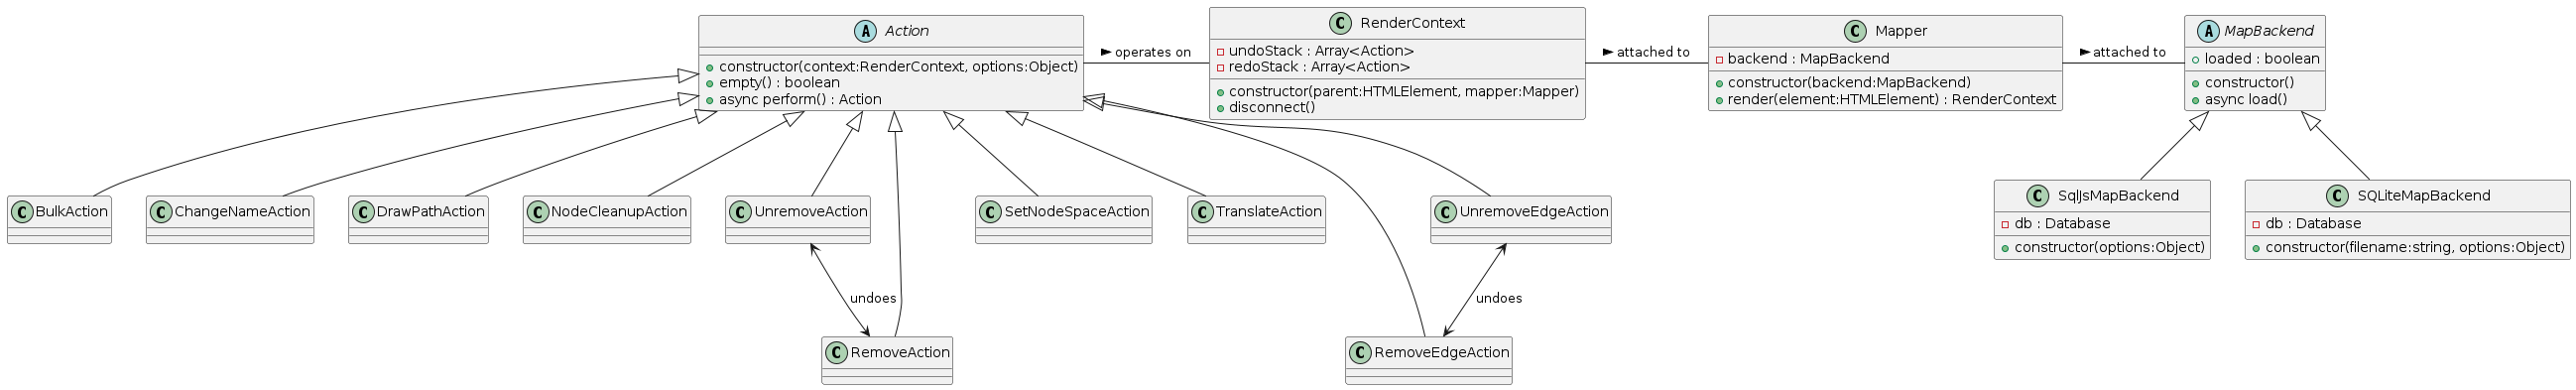 A Action
+ constructor(context:RenderContext, options:Object)
+ empty() : boolean
+ async perform() : Action
operates on
C RenderContext
undoStack : Array<Action>
redoStack : Array<Action>
constructor(parent:HTMLElement, mapper:Mapper)
disconnect()
attached to
C Mapper
backend : MapBackend
constructor(backend:MapBackend)
render(element:HTMLElement) : RenderContext
attached to
A MapBackend
loaded : boolean
constructor()
async load()
C BulkAction
C ChangeNameAction
C DrawPathAction
C NodeCleanupAction
C UnremoveAction
C SetNodeSpaceAction
C TranslateAction
C UnremoveEdgeAction
C SqlJsMapBackend
db : Database
constructor(options:Object)
C SQLiteMapBackend
db : Database
constructor(filename:string, options:Object)
undoes
undoes
C RemoveAction
C RemoveEdgeAction